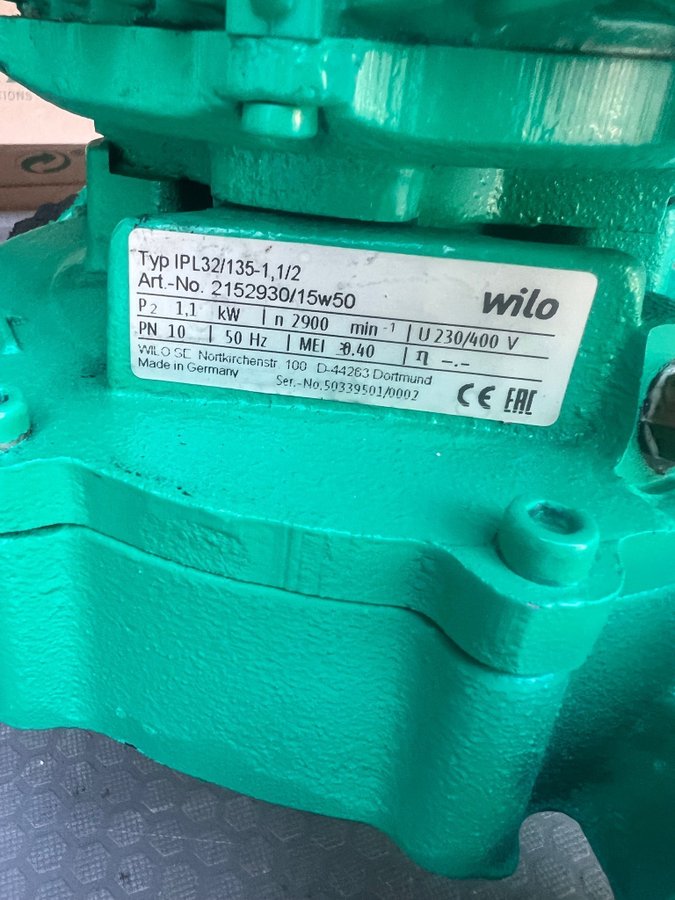 IONS
Typ IPL32/135-1,1/2
Art.-No. 2152930/15w50
wilo
P2 1,1 kW | n 2900 min-1 | U 230/400 V
PN 10 | 50 Hz | MEI 0.40 | η -.-
WILO SE Nortkirchenstr. 100 D-44263 Dortmund
Made in Germany Ser.-No.50339501/0002
CE EAC